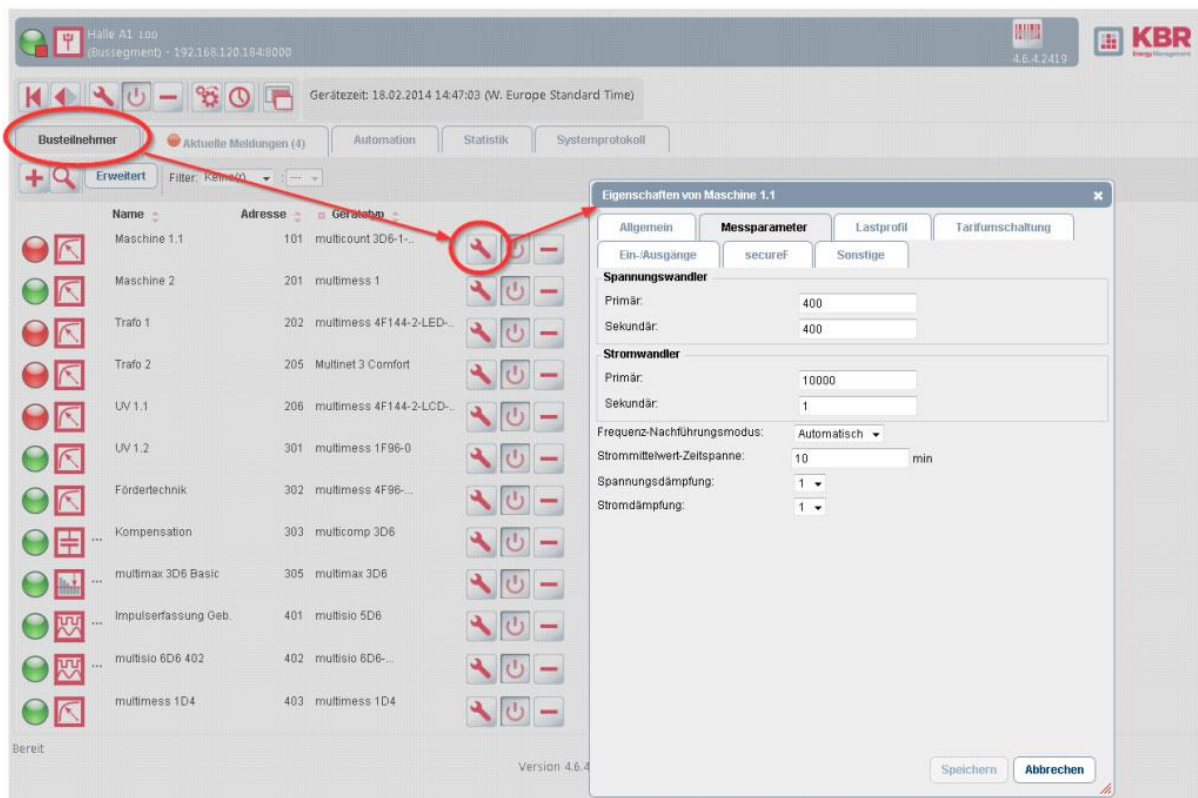 Halle A1 100
(Bussegment) - 192.168.120.184:8000
4.6.4.2419
KBR
Energy Management
Gerätezeit: 18.02.2014 14:47:03 (W. Europe Standard Time)
Busteilnehmer
Aktuelle Meldungen (4)
Automation
Statistik
Systemprotokoll
Erweitert
Filter: Keine(r) : ---
Name Adresse Gerätetyp
Maschine 1.1 101 multicount 3D6-1-..
Maschine 2 201 multimess 1
Trafo 1 202 multimess 4F144-2-LED-..
Trafo 2 205 Multinet 3 Comfort
UV 1.1 206 multimess 4F144-2-LCD-..
UV 1.2 301 multimess 1F96-0
Fördertechnik 302 multimess 4F96-...
... Kompensation 303 multicomp 3D6
... multimax 3D6 Basic 305 multimax 3D6
... Impulserfassung Geb. 401 multisio 5D6
... multisio 6D6 402 402 multisio 6D6-...
multimess 1D4 403 multimess 1D4
Bereit
Version 4.6.4
Eigenschaften von Maschine 1.1
Allgemein
Messparameter
Lastprofil
Tarifumschaltung
Ein-/Ausgänge
secureF
Sonstige
Spannungswandler
Primär: 400
Sekundär: 400
Stromwandler
Primär: 10000
Sekundär: 1
Frequenz-Nachführungsmodus: Automatisch
Strommittelwert-Zeitspanne: 10 min
Spannungsdämpfung: 1
Stromdämpfung: 1
Speichern
Abbrechen